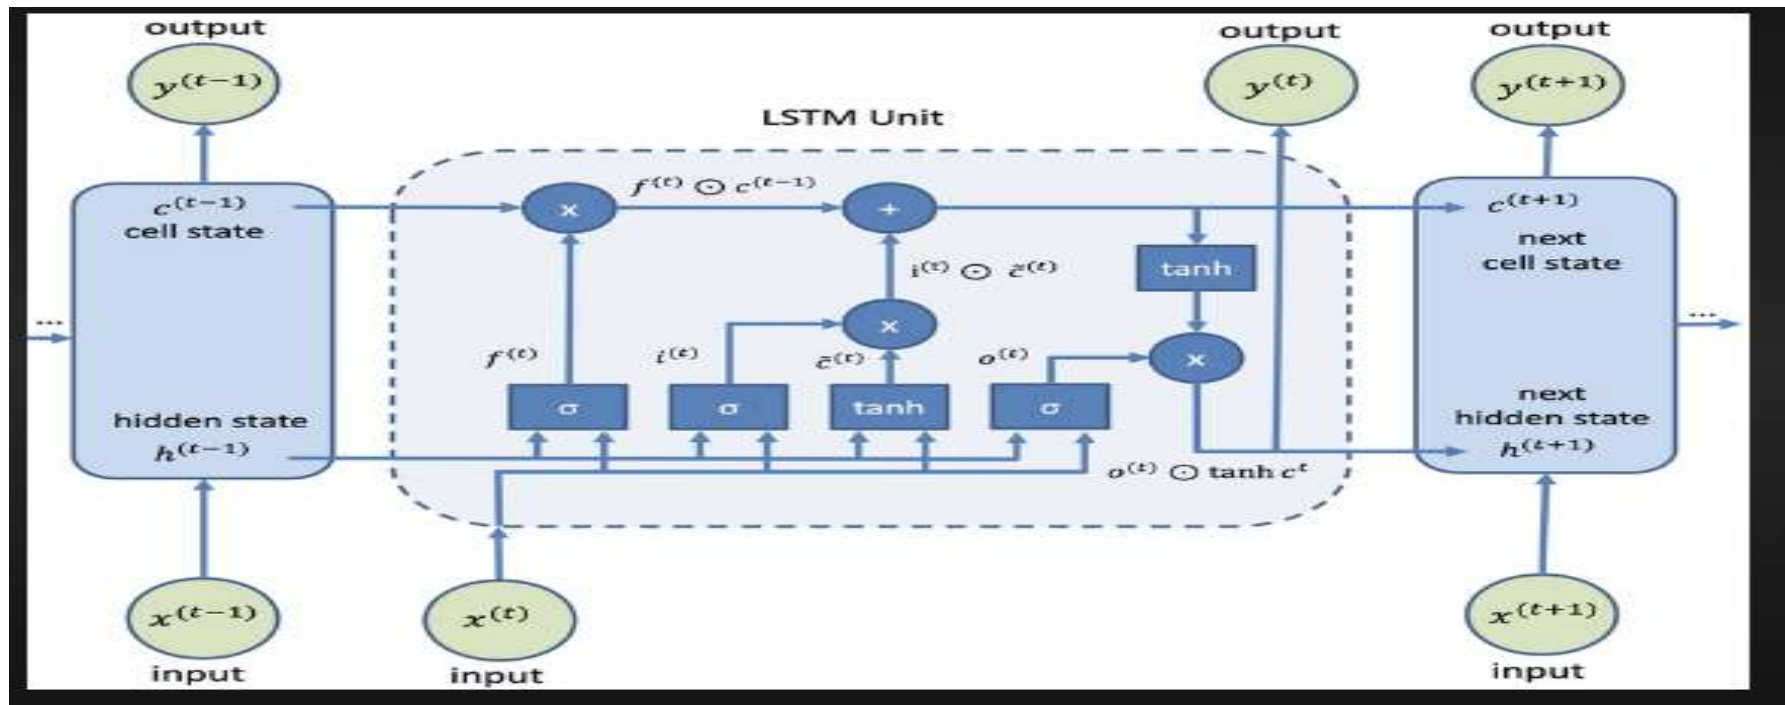 output
y^(t−1)
output
y^(t)
output
y^(t+1)
LSTM Unit
c^(t−1)
cell state
×
f^(t) ⊙ c^(t−1)
+
c^(t+1)
next
cell state
tanh
i^(t) ⊙ c̃^(t)
...
×
...
f^(t)
i^(t)
c̃^(t)
o^(t)
×
σ
σ
tanh
σ
hidden state
h^(t−1)
next
hidden state
h^(t+1)
o^(t) ⊙ tanh c^t
x^(t−1)
input
x^(t)
input
x^(t+1)
input